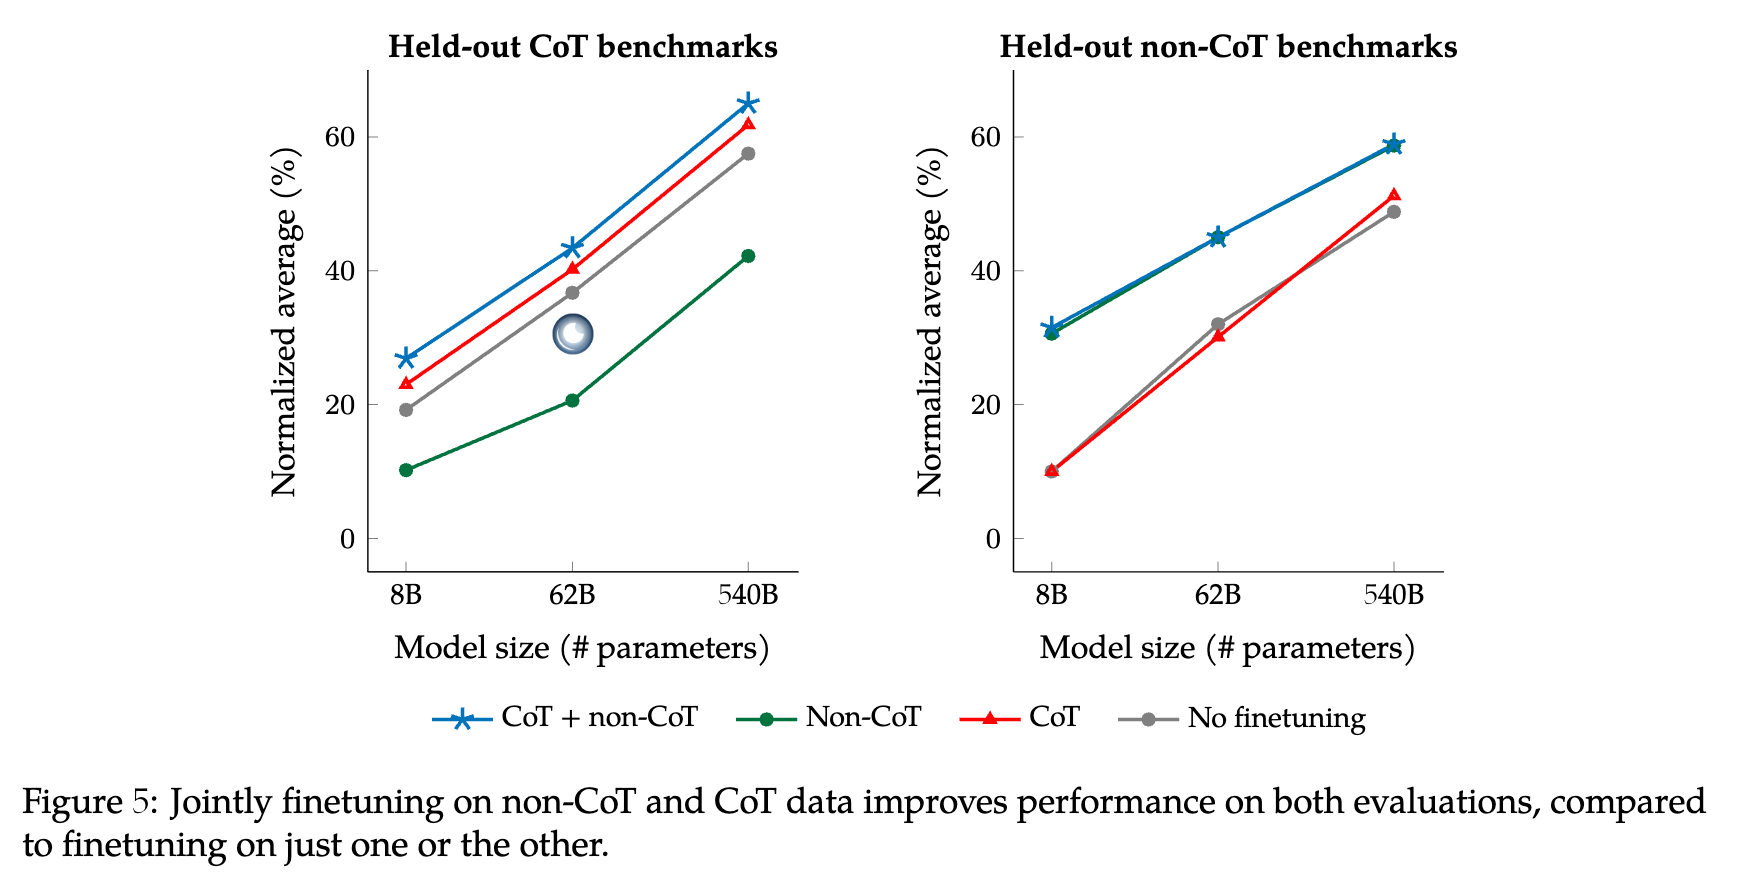 Held-out CoT benchmarks
Normalized average (%)
60
40
20
0
8B 62B 540B
Model size (# parameters)
Held-out non-CoT benchmarks
Normalized average (%)
60
40
20
0
8B 62B 540B
Model size (# parameters)
CoT + non-CoT Non-CoT CoT No finetuning
Figure 5: Jointly finetuning on non-CoT and CoT data improves performance on both evaluations, compared
to finetuning on just one or the other.